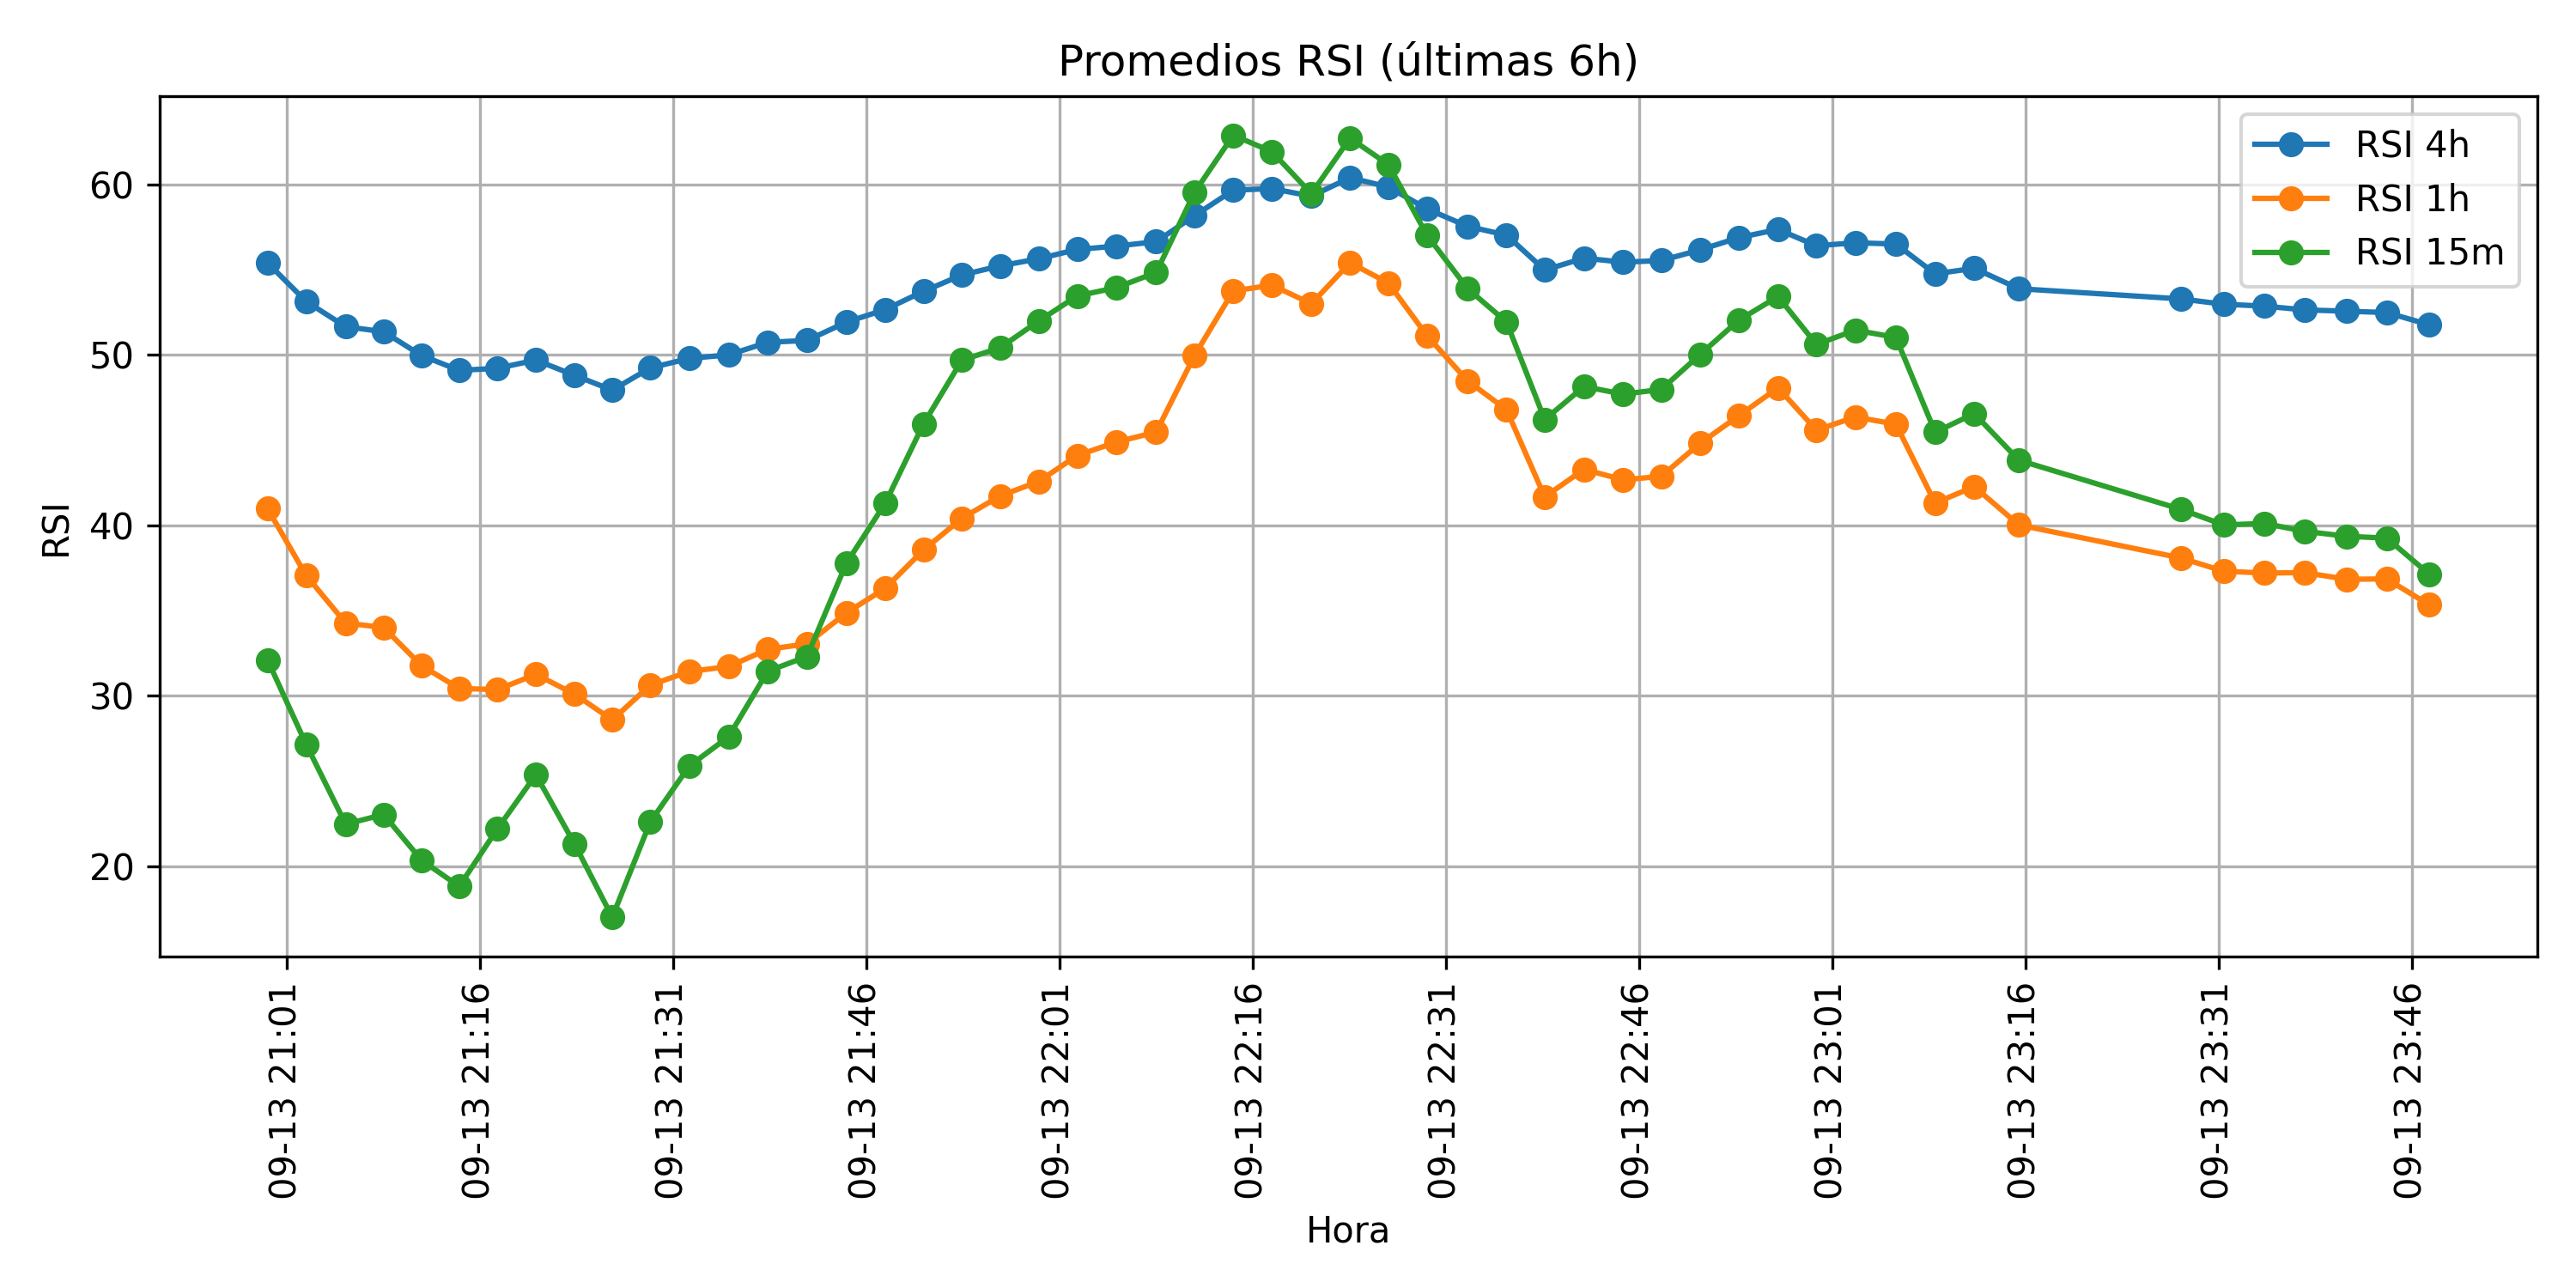 Promedios RSI (últimas 6h)
RSI 4h
RSI 1h
RSI 15m
RSI
60
50
40
30
20
09-13 21:01
09-13 21:16
09-13 21:31
09-13 21:46
09-13 22:01
09-13 22:16
09-13 22:31
09-13 22:46
09-13 23:01
09-13 23:16
09-13 23:31
09-13 23:46
Hora